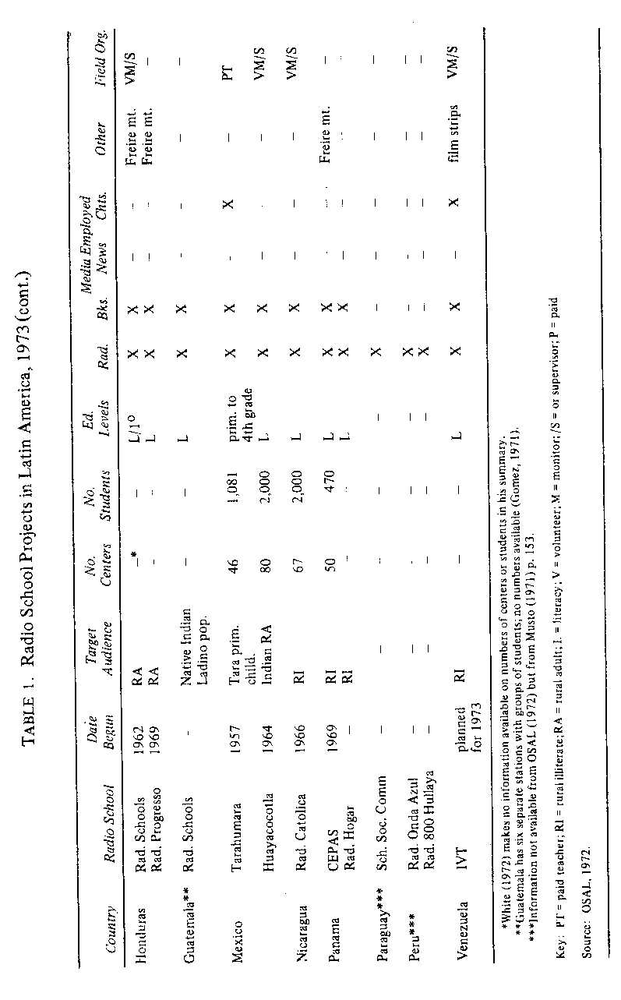 TABLE 1. Radio School Projects in Latin America, 1973 (cont.)
Country Radio School Date Begun Target Audience No. Centers No. Students Ed. Levels Media Employed Rad. Bks. News Chts. Other Field Org.
Honduras Rad. Schools 1962 RA –* – L/1° X X – – Freire mt. VM/S
Rad. Progresso 1969 RA – – L X X – – Freire mt. –
Guatemala** Rad. Schools – Native Indian – – L X X – – – –
Ladino pop.
Mexico Tarahumara 1957 Tara prim. 46 1,081 prim. to X X – X – PT
child. 4th grade
Huayacocotla 1964 Indian RA 80 2,000 L X X – – – VM/S
Nicaragua Rad. Catolica 1966 RI 67 2,000 L X X – – – VM/S
Panama CEPAS 1969 RI 50 470 L X X – – Freire mt. –
Rad. Hogar – RI – – L X X – – – –
Paraguay*** Sch. Soc. Comm – – – – – X – – – – –
Peru*** Rad. Onda Azul – – – – – X – – – – –
Rad. 800 Hullaya – – – – – X – – – – –
Venezuela IVT planned RI – – L X X – X film strips VM/S
for 1973
*White (1972) makes no information available on numbers of centers or students in his summary.
**Guatemala has six separate stations with groups of students; no numbers available (Gomez, 1971).
***Information not available from OSAL (1972) but from Musto (1971) p. 153.
Key: PT = paid teacher; RI = rural illiterate; RA = rural adult; L = literacy; V = volunteer; M = monitor; /S = or supervisor; P = paid
Source: OSAL, 1972.